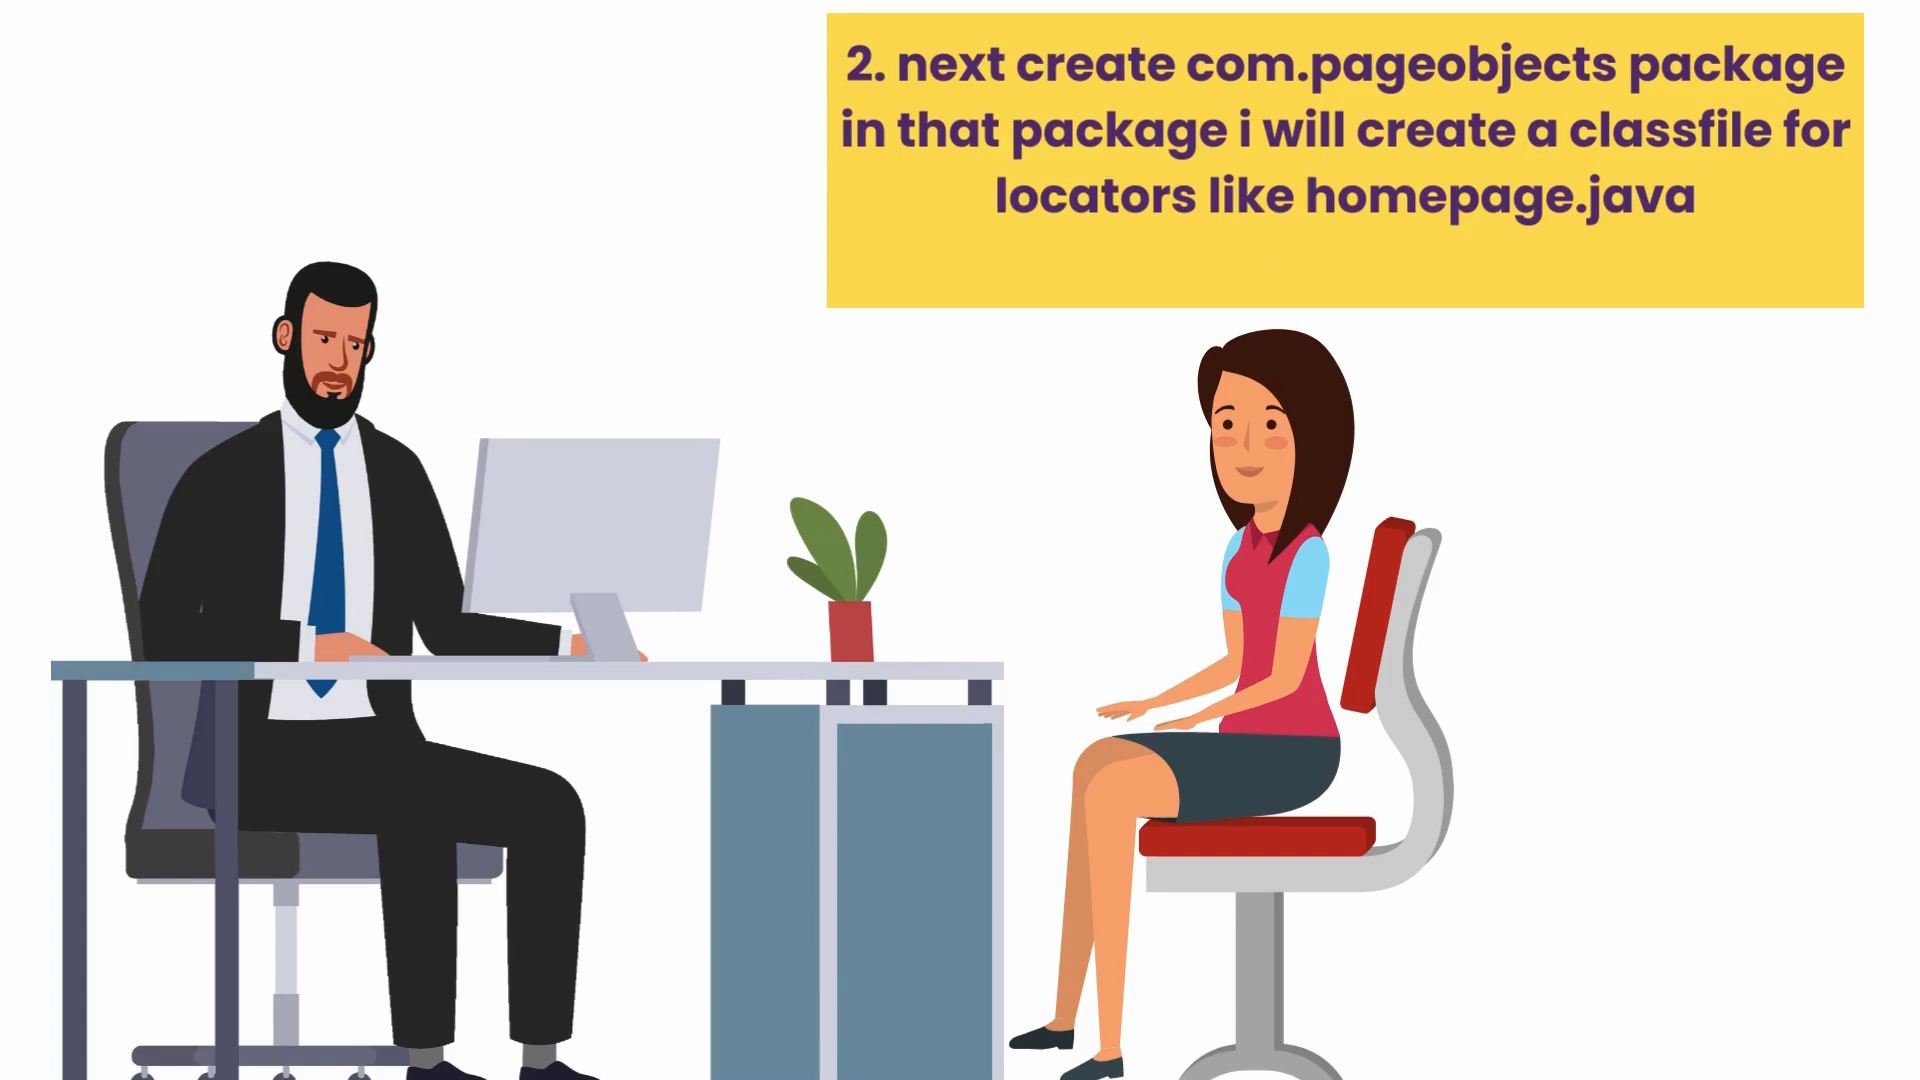 2. next create com.pageobjects package
in that package i will create a classfile for
locators like homepage.java